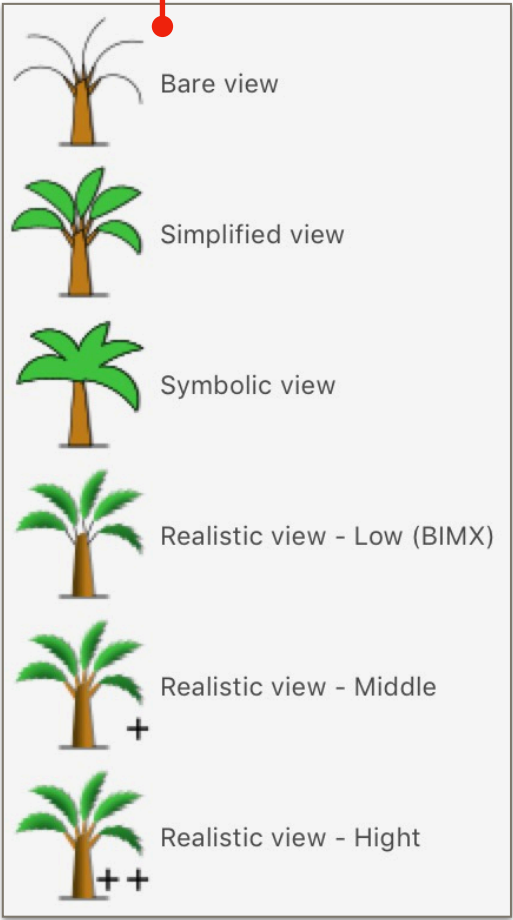 Bare view
Simplified view
Symbolic view
Realistic view - Low (BIMX)
Realistic view - Middle
+
Realistic view - Hight
++